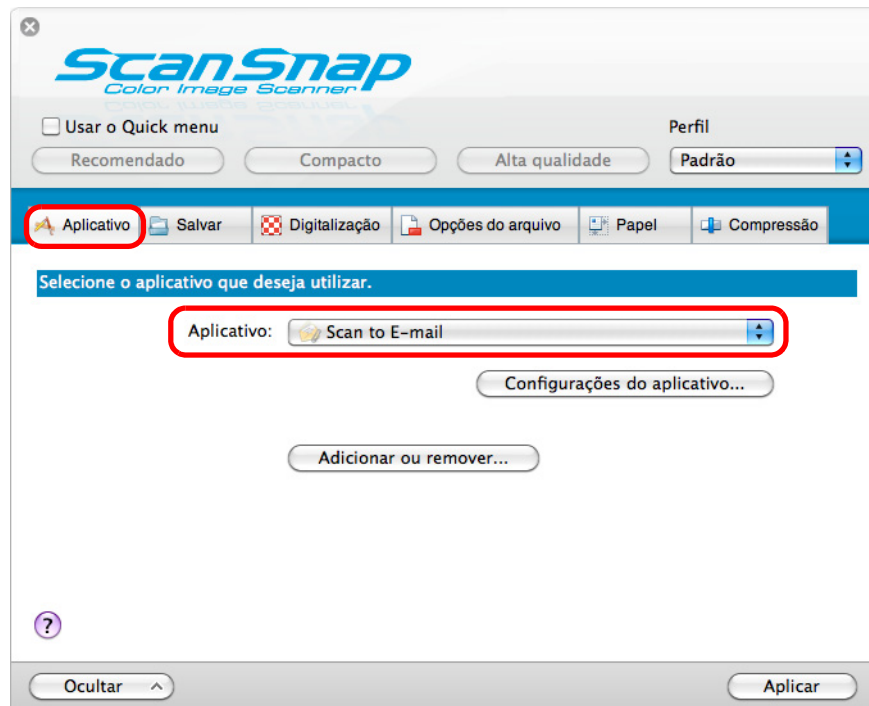 ScanSnap
Color Image Scanner
Usar o Quick menu
Perfil
Recomendado
Compacto
Alta qualidade
Padrão
Aplicativo
Salvar
Digitalização
Opções do arquivo
Papel
Compressão
Selecione o aplicativo que deseja utilizar.
Aplicativo:
Scan to E-mail
Configurações do aplicativo...
Adicionar ou remover...
?
Ocultar
Aplicar